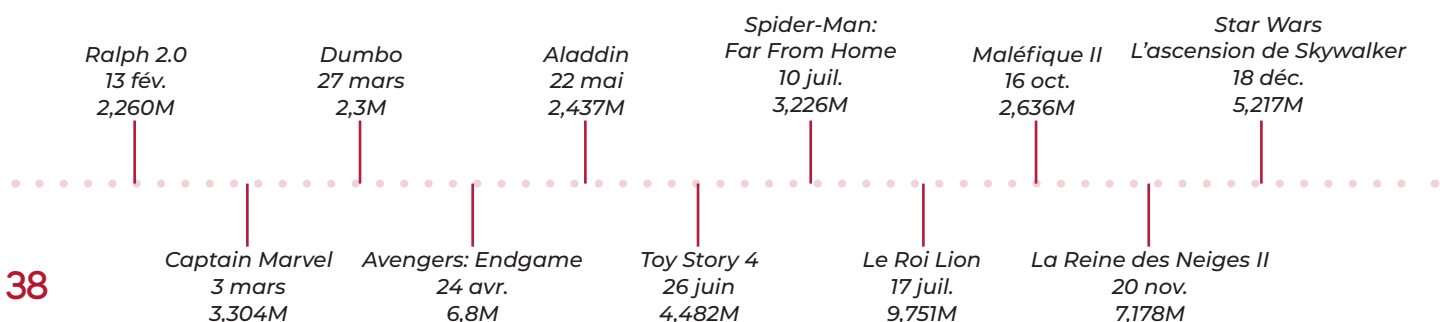 Ralph 2.0
13 fév.
2,260M
Dumbo
27 mars
2,3M
Aladdin
22 mai
2,437M
Spider-Man:
Far From Home
10 juil.
3,226M
Maléfique II
16 oct.
2,636M
Star Wars
L'ascension de Skywalker
18 déc.
5,217M
Captain Marvel
3 mars
3,304M
Avengers: Endgame
24 avr.
6,8M
Toy Story 4
26 juin
4,482M
Le Roi Lion
17 juil.
9,751M
La Reine des Neiges II
20 nov.
7,178M
38